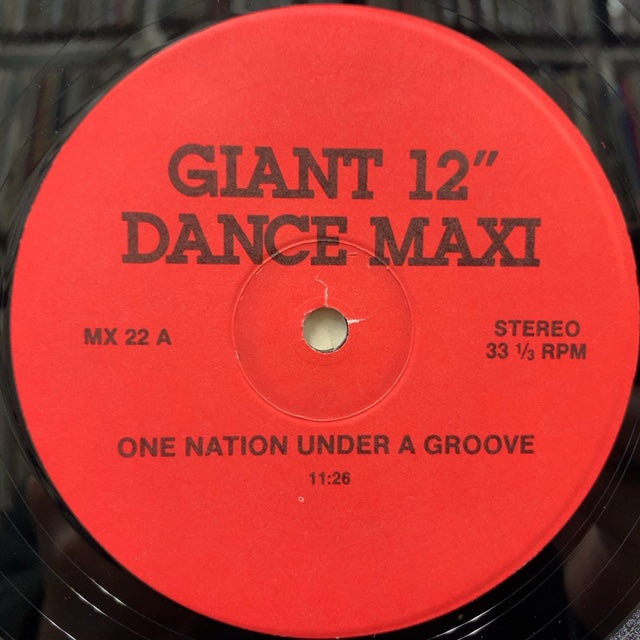 GIANT 12"
DANCE MAXI
MX 22 A
STEREO
33 ⅓ RPM
ONE NATION UNDER A GROOVE
11:26